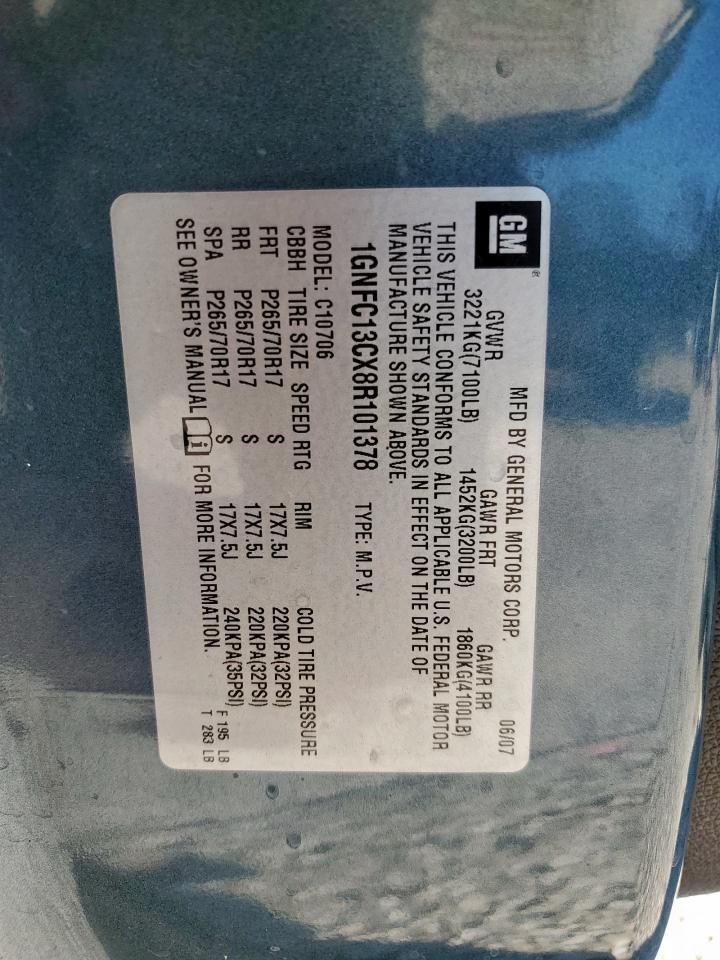 GM®
MFD BY GENERAL MOTORS CORP. 06/07
GVWR GAWR FRT GAWR RR
3221KG(7100LB) 1452KG(3200LB) 1860KG(4100LB)
THIS VEHICLE CONFORMS TO ALL APPLICABLE U.S. FEDERAL MOTOR
VEHICLE SAFETY STANDARDS IN EFFECT ON THE DATE OF
MANUFACTURE SHOWN ABOVE.
1GNFC13CX8R101378 TYPE: M.P.V.
MODEL: C10706
CBBH TIRE SIZE SPEED RTG RIM COLD TIRE PRESSURE
FRT P265/70R17 S 17X7.5J 220KPA(32PSI)
RR P265/70R17 S 17X7.5J 220KPA(32PSI)
SPA P265/70R17 S 17X7.5J 240KPA(35PSI)
SEE OWNER'S MANUAL i FOR MORE INFORMATION.
F 195 LB
T 283 LB